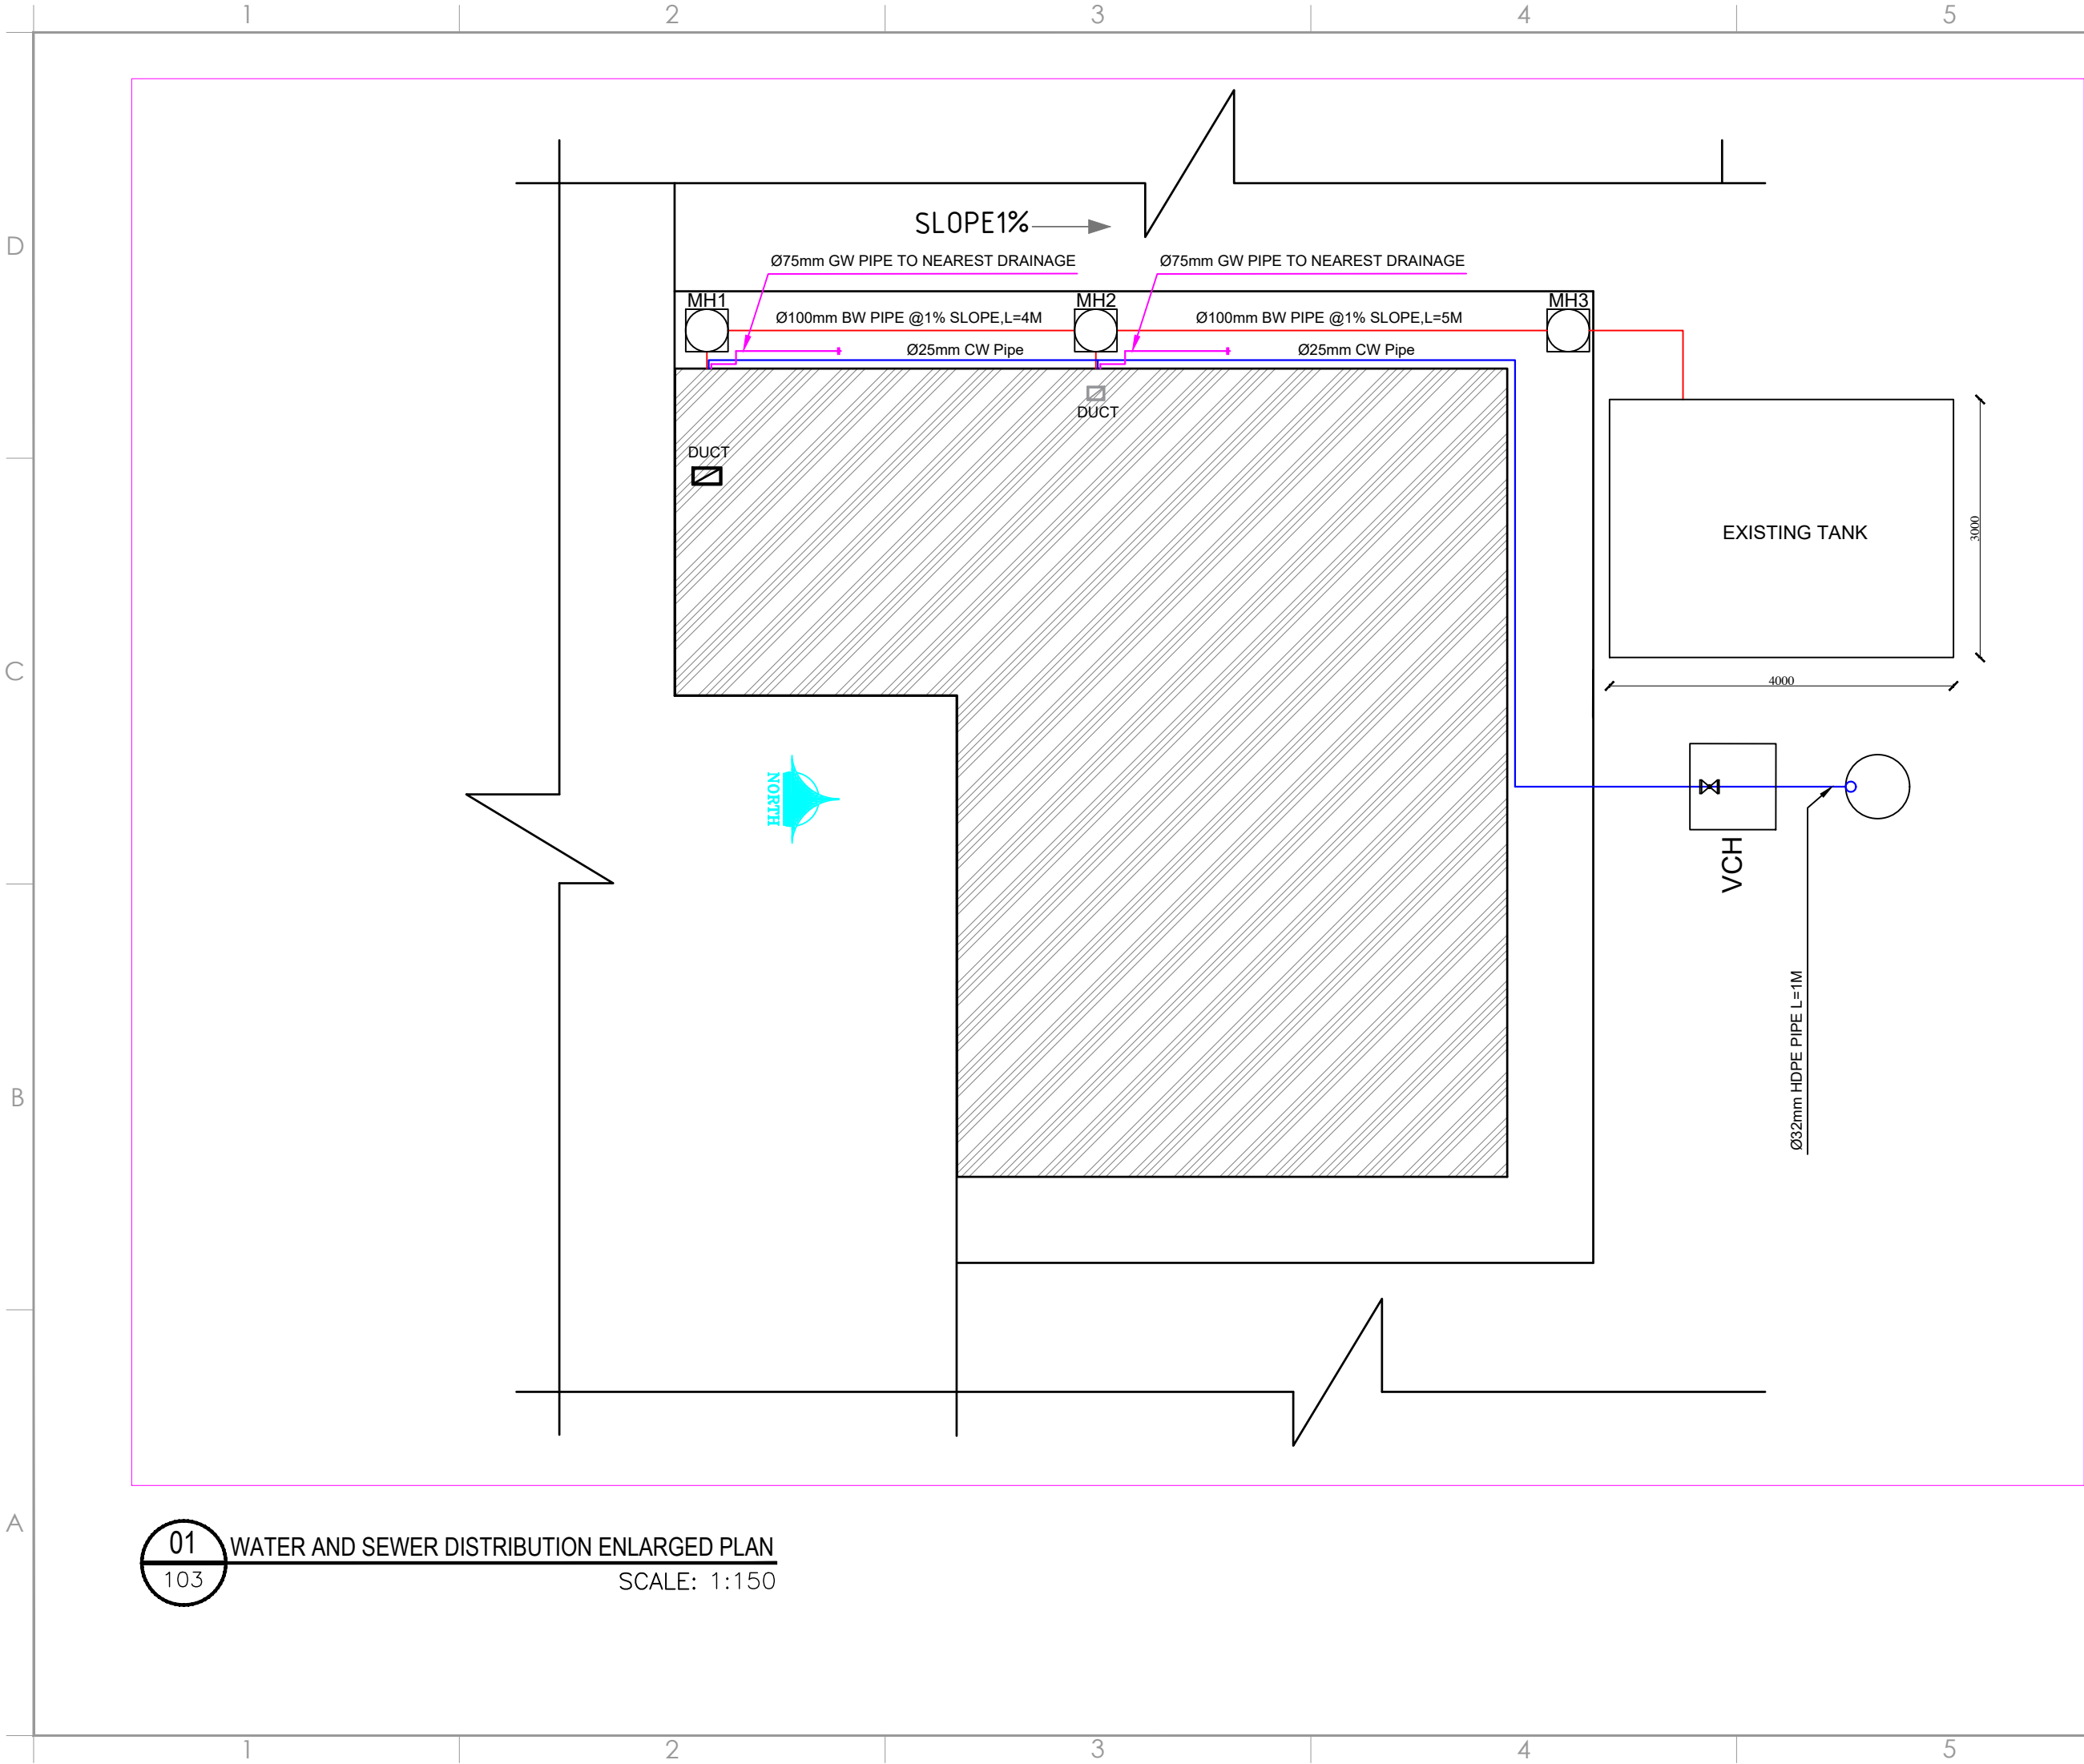 1 2 3 4 5
D
C
B
A
SLOPE1%
Ø75mm GW PIPE TO NEAREST DRAINAGE
Ø75mm GW PIPE TO NEAREST DRAINAGE
MH1
MH2
MH3
Ø100mm BW PIPE @1% SLOPE,L=4M
Ø100mm BW PIPE @1% SLOPE,L=5M
Ø25mm CW Pipe
Ø25mm CW Pipe
DUCT
DUCT
EXISTING TANK
3000
4000
NORTH
VCH
Ø32mm HDPE PIPE L=1M
01
103
WATER AND SEWER DISTRIBUTION ENLARGED PLAN
SCALE: 1:150
1 2 3 4 5